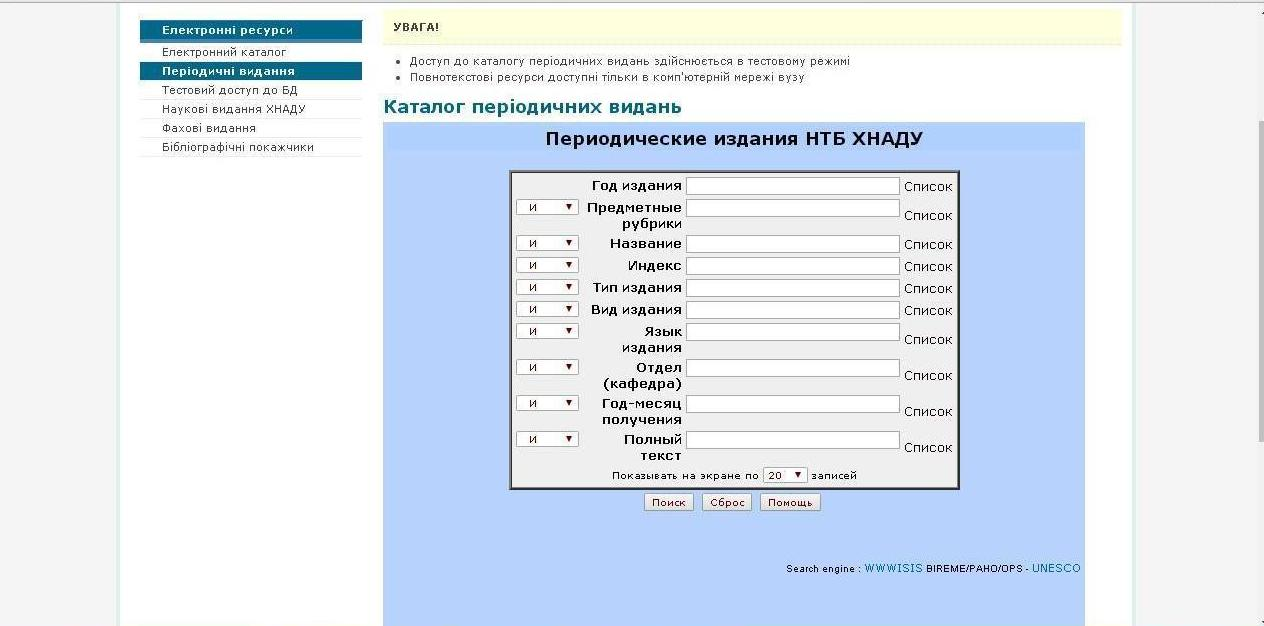 Електронні ресурси
Електронний каталог
Періодичні видання
Тестовий доступ до БД
Наукові видання ХНАДУ
Фахові видання
Бібліографічні покажчики
УВАГА!
Доступ до каталогу періодичних видань здійснюється в тестовому режимі
Повнотекстові ресурси доступні тільки в комп'ютерній мережі вузу
Каталог періодичних видань
Периодические издания НТБ ХНАДУ
Год издания Список
и Предметные
рубрики Список
и Название Список
и Индекс Список
и Тип издания Список
и Вид издания Список
и Язык
издания Список
и Отдел
(кафедра) Список
и Год-месяц
получения Список
и Полный
текст Список
Показывать на экране по 20 записей
Поиск Сброс Помощь
Search engine : WWWISIS BIREME/PAHO/OPS - UNESCO